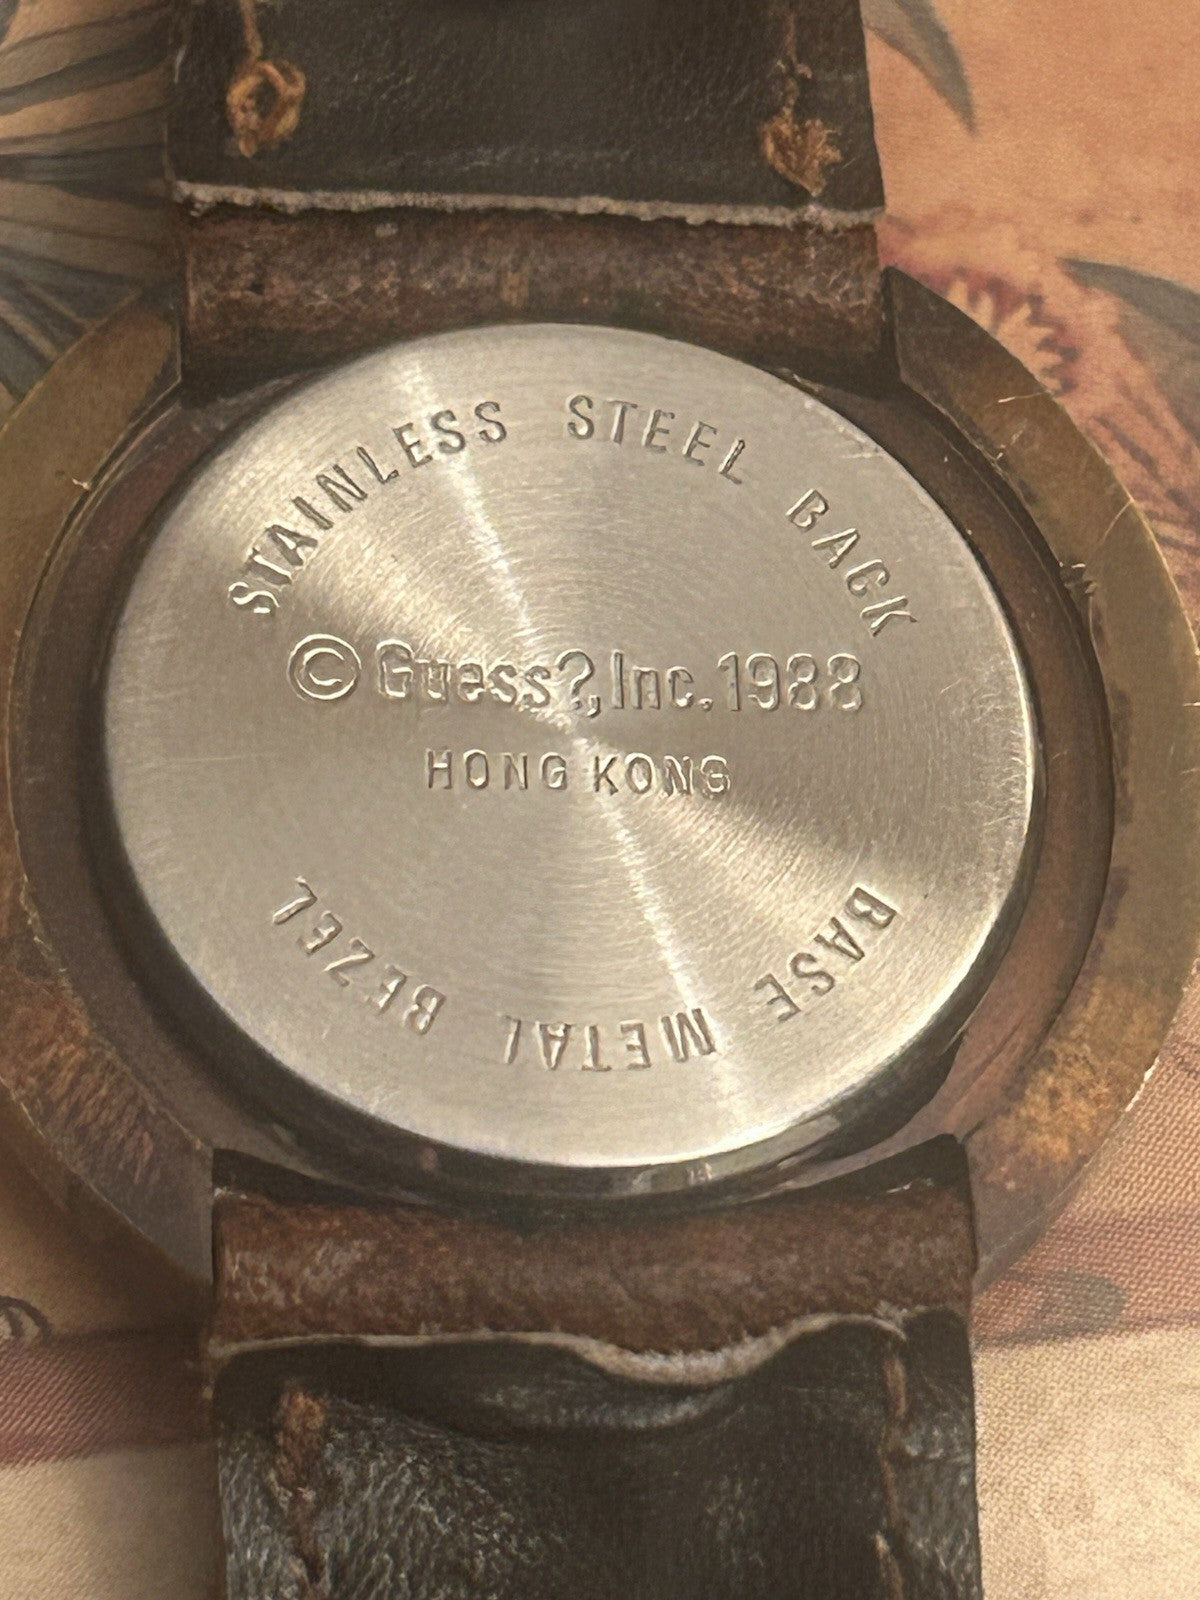 STAINLESS STEEL BACK
© Guess?, Inc. 1988
HONG KONG
BASE METAL BEZEL